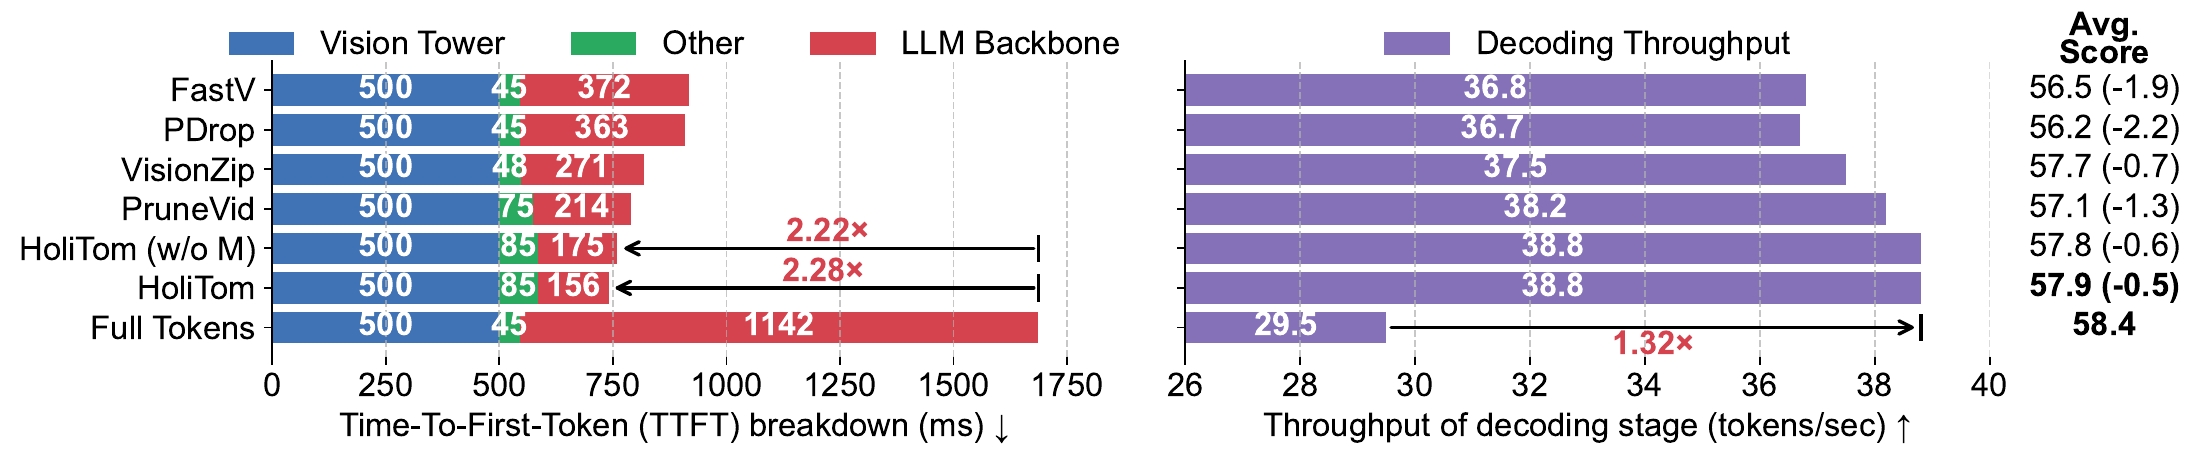 Vision Tower Other LLM Backbone
FastV 500 45 372
PDrop 500 45 363
VisionZip 500 48 271
PruneVid 500 75 214
HoliTom (w/o M) 500 85 175 2.22×
HoliTom 500 85 156 2.28×
Full Tokens 500 45 1142
0 250 500 750 1000 1250 1500 1750
Time-To-First-Token (TTFT) breakdown (ms) ↓
Decoding Throughput
36.8
36.7
37.5
38.2
38.8
38.8
29.5 1.32×
26 28 30 32 34 36 38 40
Throughput of decoding stage (tokens/sec) ↑
Avg.
Score
56.5 (-1.9)
56.2 (-2.2)
57.7 (-0.7)
57.1 (-1.3)
57.8 (-0.6)
57.9 (-0.5)
58.4